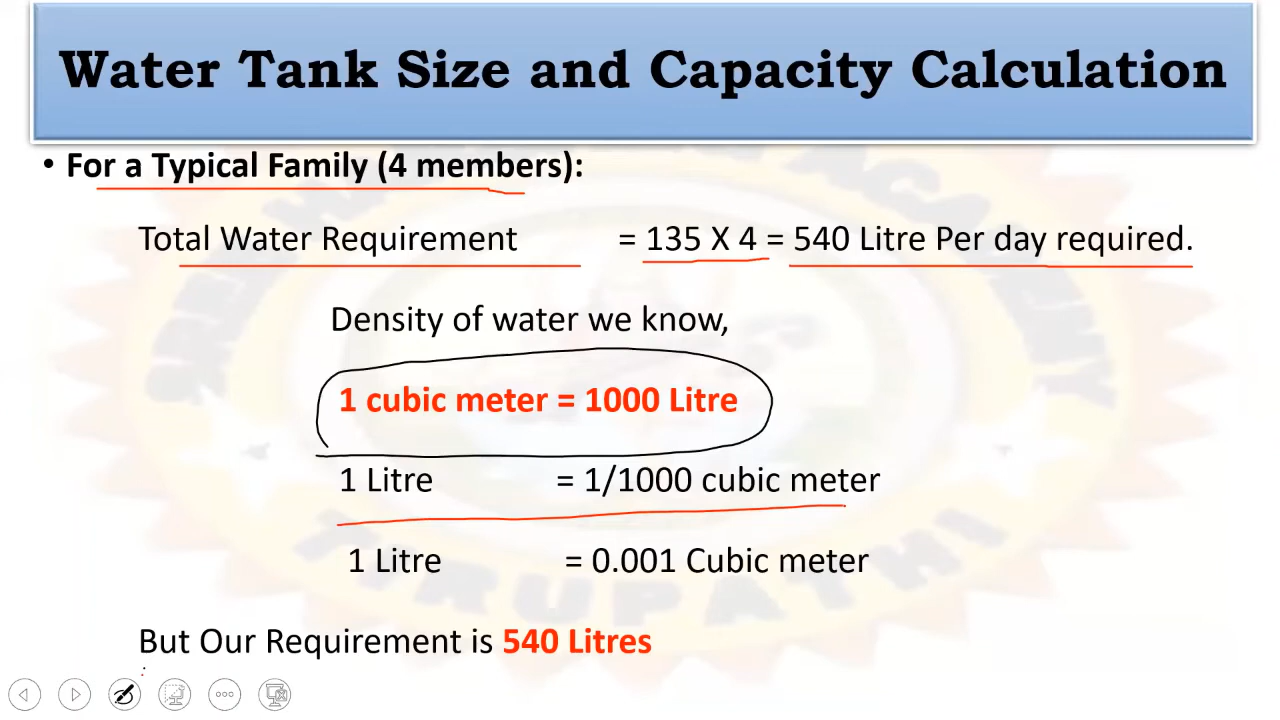 Water Tank Size and Capacity Calculation
• For a Typical Family (4 members):
Total Water Requirement = 135 X 4 = 540 Litre Per day required.
Density of water we know,
1 cubic meter = 1000 Litre
1 Litre = 1/1000 cubic meter
1 Litre = 0.001 Cubic meter
But Our Requirement is 540 Litres